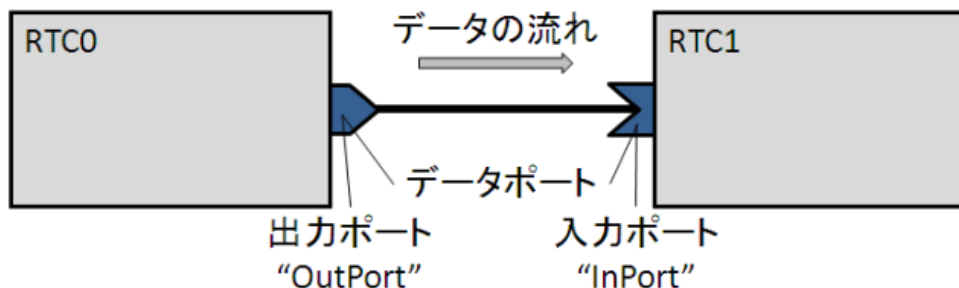 RTC0
データの流れ
RTC1
データポート
出力ポート
“OutPort”
入力ポート
“InPort”